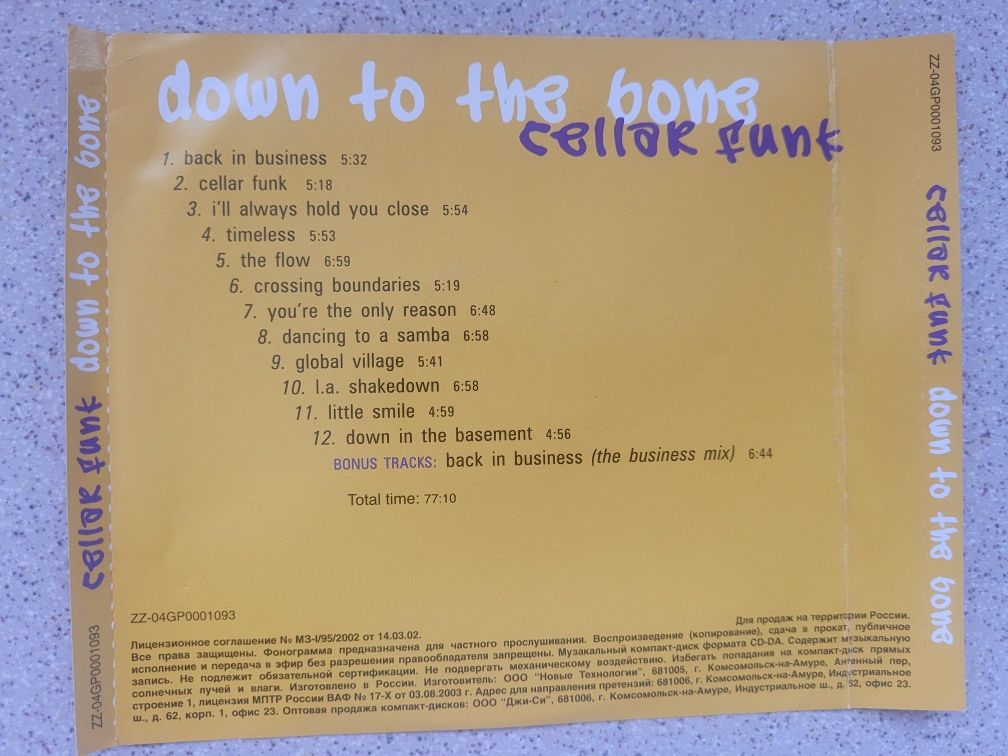 down to the bone
cellar funk
1. back in business 5:32
2. cellar funk 5:18
3. i'll always hold you close 5:54
4. timeless 5:53
5. the flow 6:59
6. crossing boundaries 5:19
7. you're the only reason 6:48
8. dancing to a samba 6:58
9. global village 5:41
10. l.a. shakedown 6:58
11. little smile 4:59
12. down in the basement 4:56
BONUS TRACKS: back in business (the business mix) 6:44
Total time: 77:10
ZZ-04GP0001093
Для продаж на территории России.
Лицензионное соглашение № МЗ-I/95/2002 от 14.03.02.
Все права защищены. Фонограмма предназначена для частного прослушивания. Воспроизведение (копирование), сдача в прокат, публичное
исполнение и передача в эфир без разрешения правообладателя запрещены. Музыкальный компакт-диск формата CD-DA. Содержит музыкальную
запись. Не подлежит обязательной сертификации. Не подвергать механическому воздействию. Избегать попадания на компакт-диск прямых
солнечных лучей и влаги. Изготовлено в России. Изготовитель: ООО "Новые Технологии", 681005, г. Комсомольск-на-Амуре, Антенный пер,
строение 1, лицензия МПТР России ВАФ № 17-Х от 03.08.2003 г. Адрес для направления претензий: 681006, г. Комсомольск-на-Амуре, Индустриальное
ш., д. 62, корп. 1, офис 23. Оптовая продажа компакт-дисков: ООО "Джи-Си", 681006, г. Комсомольск-на-Амуре, Индустриальное ш., д. 52, офис 23.
ZZ-04GP0001093 cellar funk down to the bone
ZZ-04GP0001093 cellar funk down to the bone